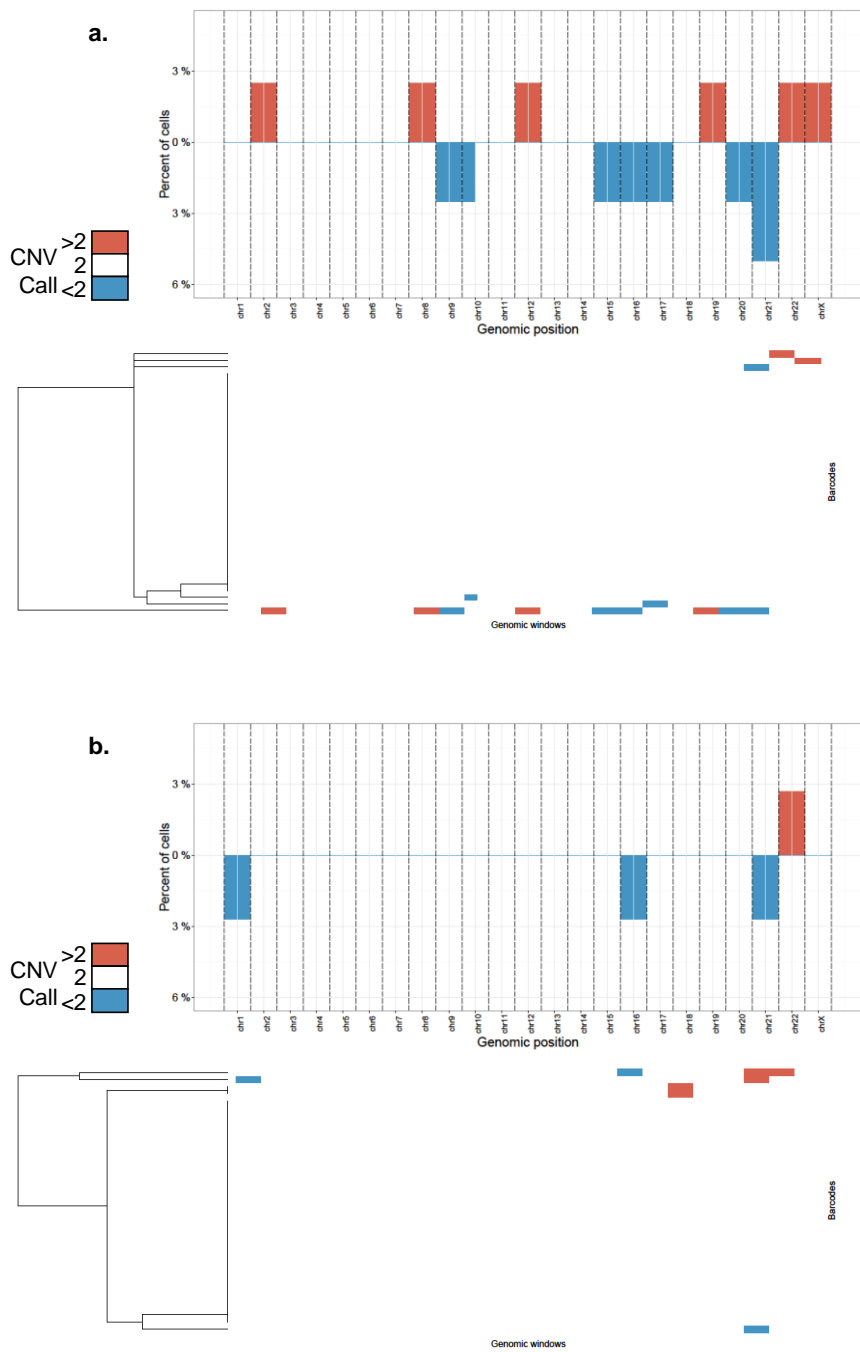 a.
3 %
0 %
3 %
6 %
Percent of cells
CNV
Call
>2
2
<2
chr1
chr2
chr3
chr4
chr5
chr6
chr7
chr8
chr9
chr10
chr11
chr12
chr13
chr14
chr15
chr16
chr17
chr18
chr19
chr20
chr21
chr22
chrX
Genomic position
Barcodes
Genomic windows
b.
3 %
0 %
3 %
6 %
Percent of cells
CNV
Call
>2
2
<2
chr1
chr2
chr3
chr4
chr5
chr6
chr7
chr8
chr9
chr10
chr11
chr12
chr13
chr14
chr15
chr16
chr17
chr18
chr19
chr20
chr21
chr22
chrX
Genomic position
Barcodes
Genomic windows